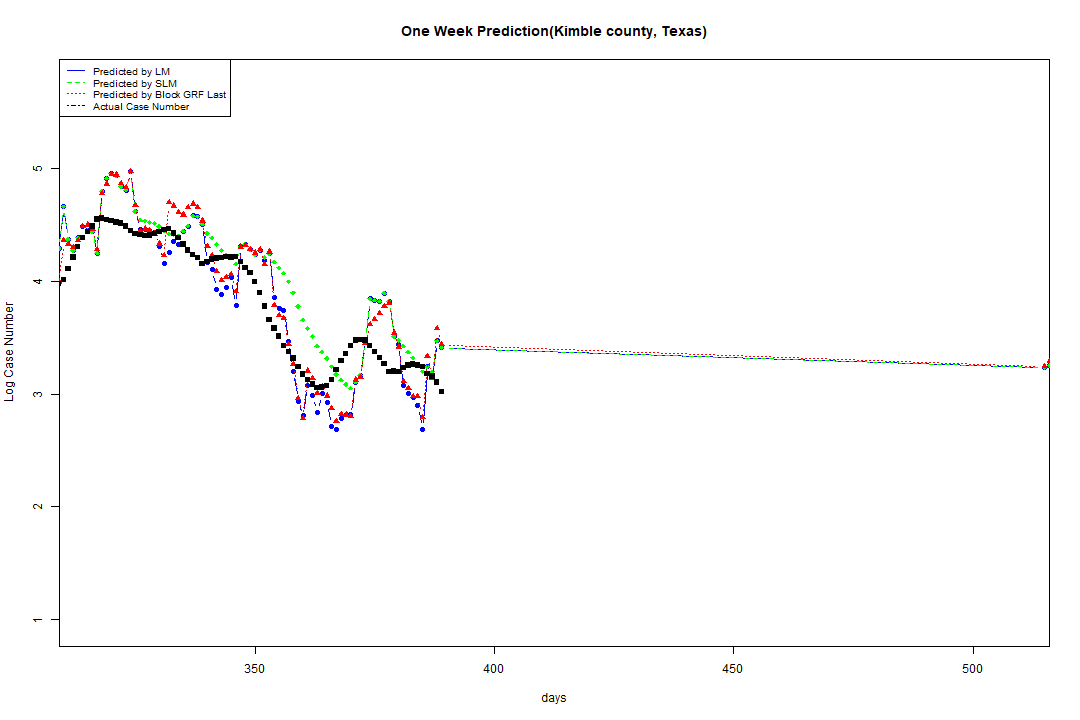 One Week Prediction(Kimble county, Texas)
Predicted by LM
Predicted by SLM
Predicted by Block GRF Last
Actual Case Number
5
4
3
2
1
Log Case Number
350
400
450
500
days